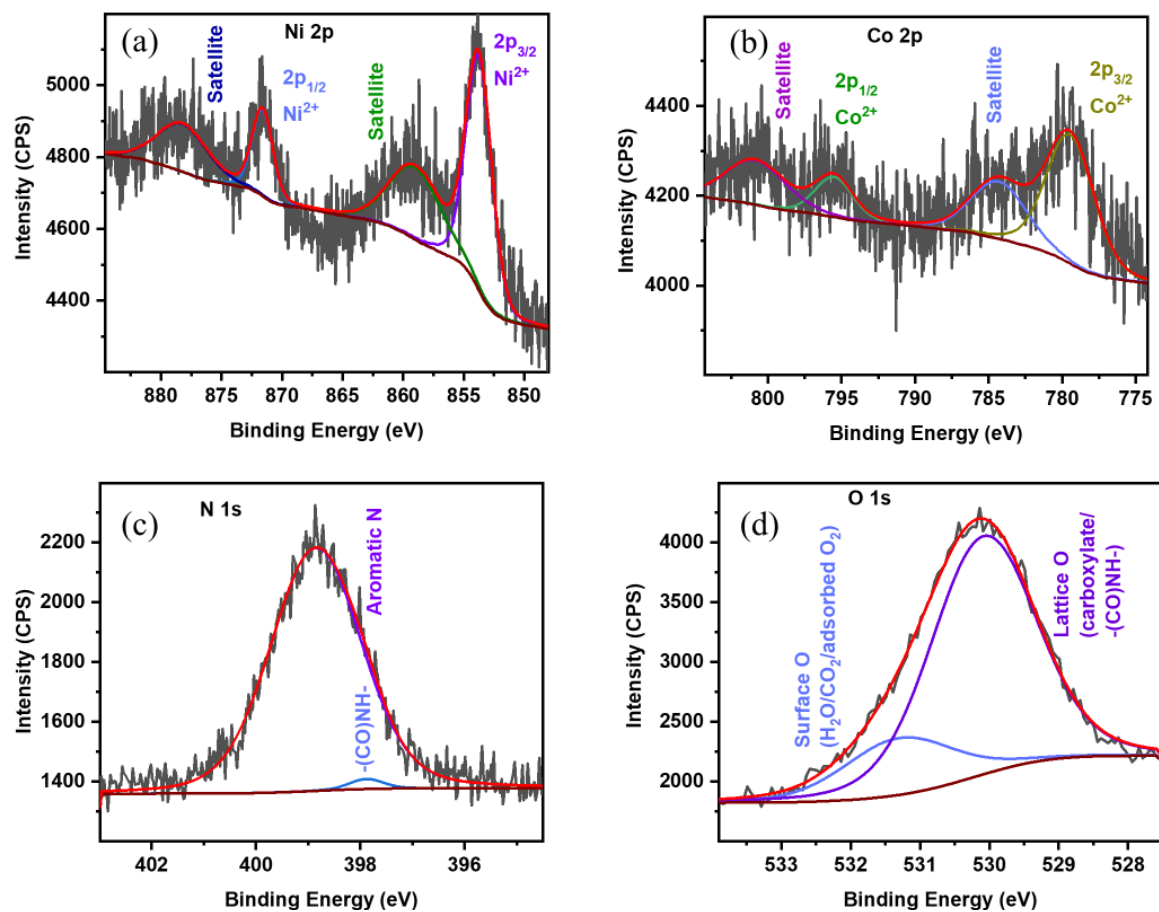 (a)
Ni 2p
Satellite
2p1/2
Ni2+
Satellite
2p3/2
Ni2+
Intensity (CPS)
5000
4800
4600
4400
880 875 870 865 860 855 850
Binding Energy (eV)
(b)
Co 2p
Satellite
2p1/2
Co2+
Satellite
2p3/2
Co2+
Intensity (CPS)
4400
4200
4000
800 795 790 785 780 775
Binding Energy (eV)
(c)
N 1s
Aromatic N
-(CO)NH-
Intensity (CPS)
2200
2000
1800
1600
1400
402 400 398 396
Binding Energy (eV)
(d)
O 1s
Surface O
(H2O/CO2/adsorbed O2)
Lattice O
(carboxylate/
-(CO)NH-)
Intensity (CPS)
4000
3500
3000
2500
2000
533 532 531 530 529 528
Binding Energy (eV)